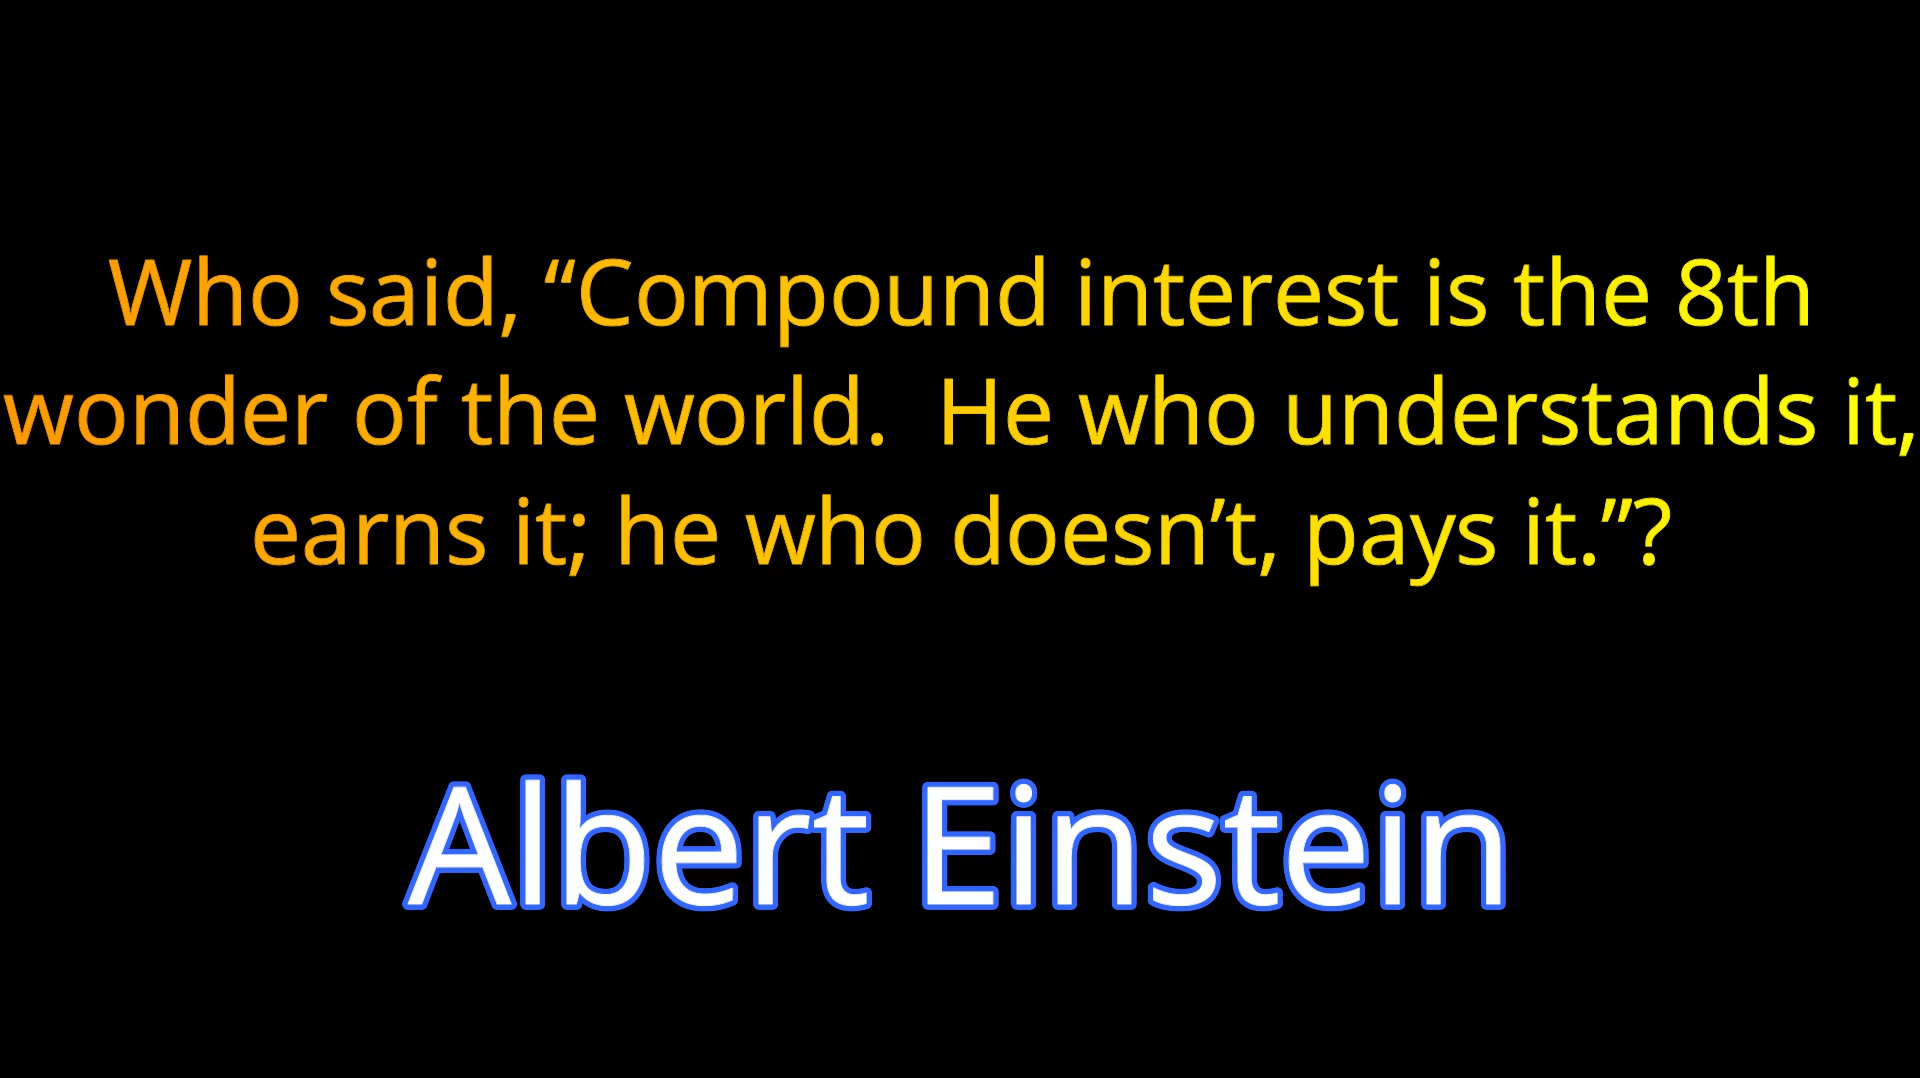 Who said, “Compound interest is the 8th
wonder of the world.  He who understands it,
earns it; he who doesn’t, pays it.”?
Albert Einstein